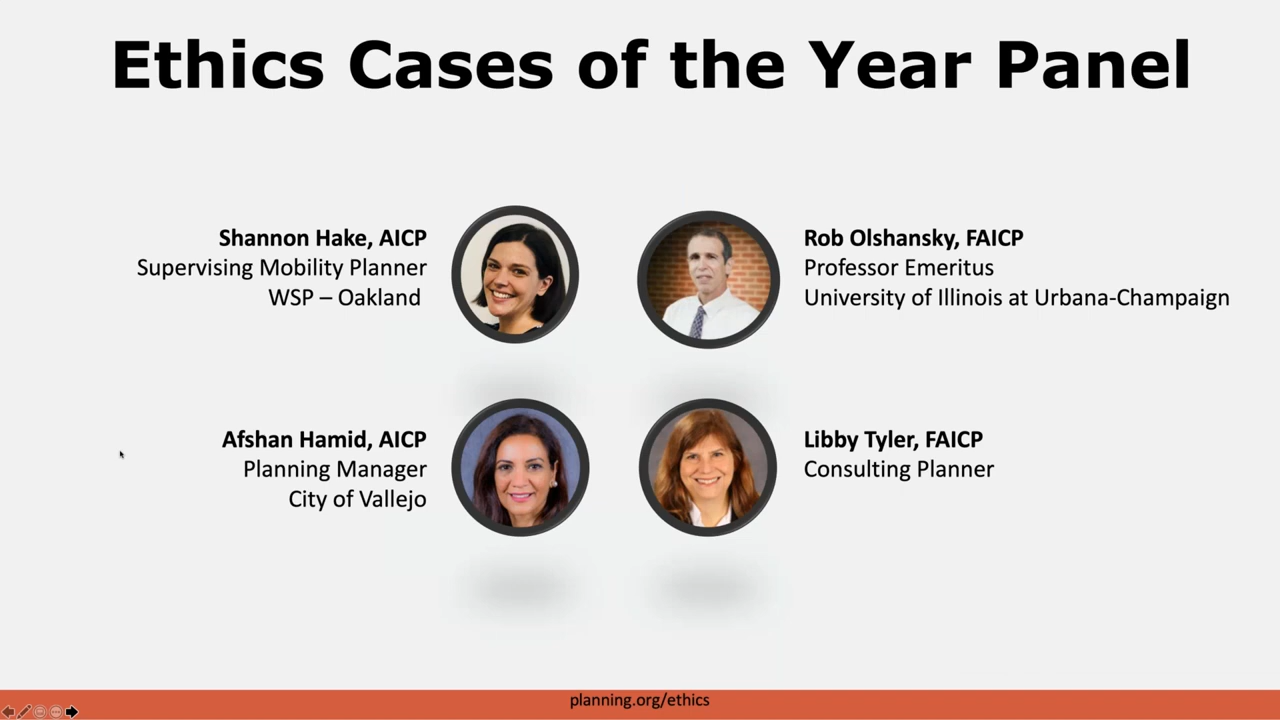 Ethics Cases of the Year Panel
Shannon Hake, AICP
Supervising Mobility Planner
WSP – Oakland
Rob Olshansky, FAICP
Professor Emeritus
University of Illinois at Urbana-Champaign
Afshan Hamid, AICP
Planning Manager
City of Vallejo
Libby Tyler, FAICP
Consulting Planner
planning.org/ethics